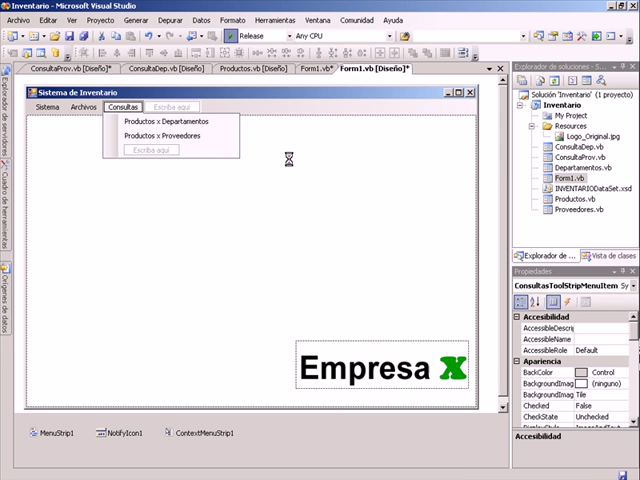 Inventario - Microsoft Visual Studio
Archivo Editar Ver Proyecto Generar Depurar Datos Formato Herramientas Ventana Comunidad Ayuda
Release Any CPU
ConsultaProv.vb [Diseño]* ConsultaDep.vb [Diseño] Productos.vb [Diseño] Form1.vb* Form1.vb [Diseño]*
Explorador de servidores
Cuadro de herramientas
Orígenes de datos
Sistema de Inventario
Sistema Archivos Consultas Escriba aquí
Productos x Departamentos
Productos x Proveedores
Escriba aquí
Empresa X
MenuStrip1 NotifyIcon1 ContextMenuStrip1
Explorador de soluciones
Solución 'Inventario' (1 proyecto)
Inventario
My Project
Resources
Logo_Original.jpg
ConsultaDep.vb
ConsultaProv.vb
Departamentos.vb
Form1.vb
INVENTARIODataSet.xsd
Productos.vb
Proveedores.vb
Explorador de ... Vista de clases
Propiedades
ConsultasToolStripMenuItem Sy
Accesibilidad
AccessibleDescrip
AccessibleName
AccessibleRole Default
Apariencia
BackColor Control
BackgroundImag (ninguno)
BackgroundImag Tile
Checked False
CheckState Unchecked
DisplayStyle ImageAndText
Accesibilidad